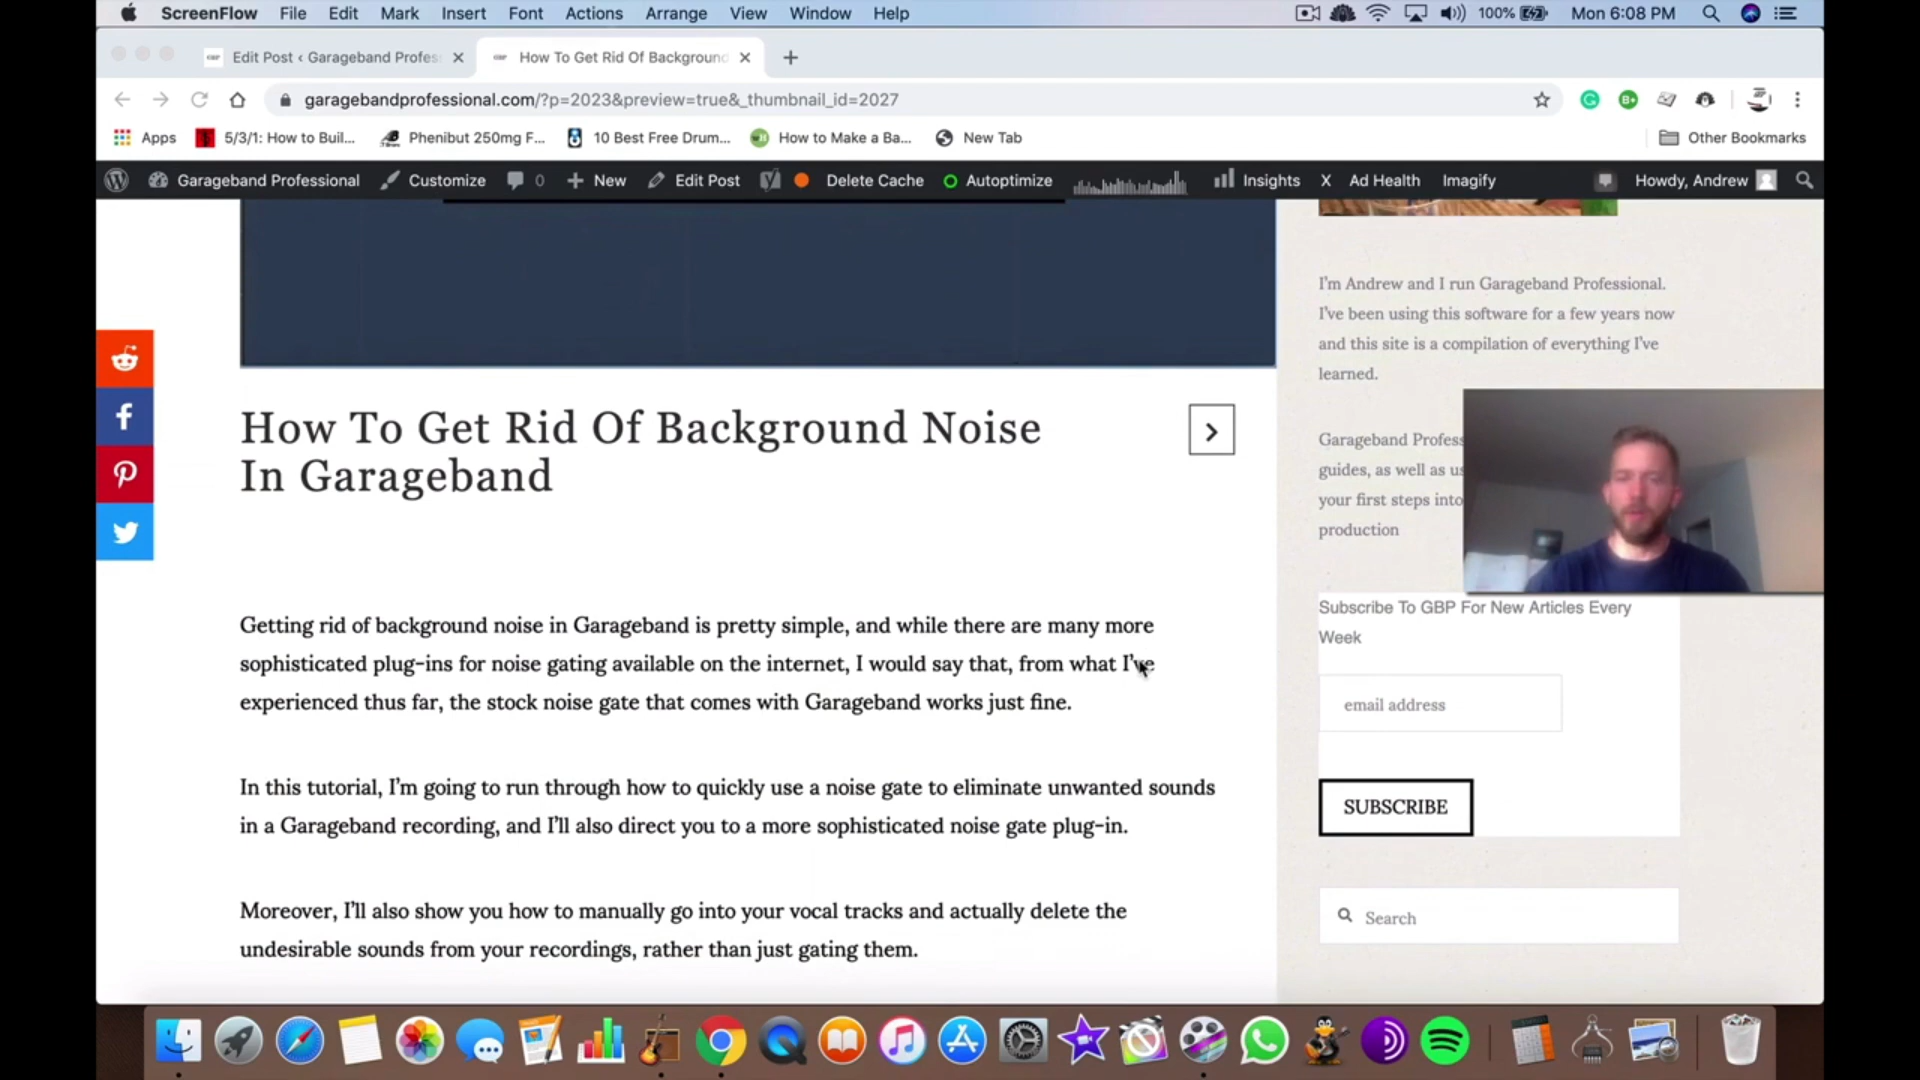 ScreenFlow File Edit Mark Insert Font Actions Arrange View Window Help 100% Mon 6:08 PM
Edit Post ‹ Garageband Profes
How To Get Rid Of Background
garagebandprofessional.com/?p=2023&preview=true&_thumbnail_id=2027
Apps 5/3/1: How to Buil... Phenibut 250mg F... 10 Best Free Drum... How to Make a Ba... New Tab Other Bookmarks
Garageband Professional Customize 0 New Edit Post Delete Cache Autoptimize Insights X Ad Health Imagify Howdy, Andrew
How To Get Rid Of Background Noise
In Garageband
Getting rid of background noise in Garageband is pretty simple, and while there are many more
sophisticated plug-ins for noise gating available on the internet, I would say that, from what I've
experienced thus far, the stock noise gate that comes with Garageband works just fine.
In this tutorial, I'm going to run through how to quickly use a noise gate to eliminate unwanted sounds
in a Garageband recording, and I'll also direct you to a more sophisticated noise gate plug-in.
Moreover, I'll also show you how to manually go into your vocal tracks and actually delete the
undesirable sounds from your recordings, rather than just gating them.
I'm Andrew and I run Garageband Professional.
I've been using this software for a few years now
and this site is a compilation of everything I've
learned.
Garageband Profess
guides, as well as us
your first steps into
production
Subscribe To GBP For New Articles Every
Week
email address
SUBSCRIBE
Search